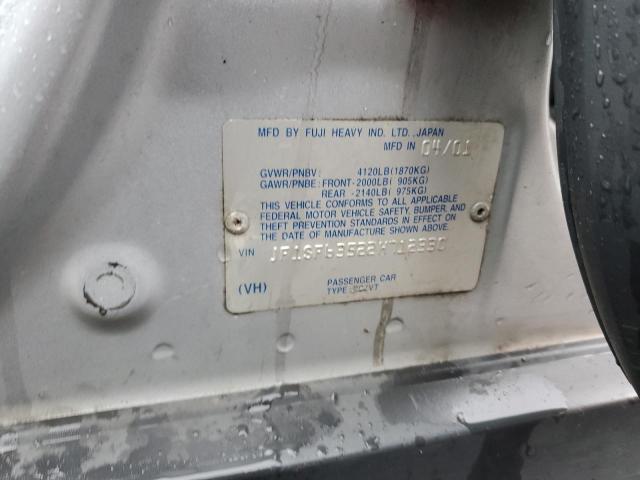 MFD BY FUJI HEAVY IND. LTD., JAPAN
MFD IN 04/01
GVWR/PNBV: 4120LB(1870KG)
GAWR/PNBE: FRONT-2000LB( 905KG)
REAR -2140LB( 975KG)
THIS VEHICLE CONFORMS TO ALL APPLICABLE
FEDERAL MOTOR VEHICLE SAFETY, BUMPER, AND
THEFT PREVENTION STANDARDS IN EFFECT ON
THE DATE OF MANUFACTURE SHOWN ABOVE.
VIN
(VH)
PASSENGER CAR
TYPE